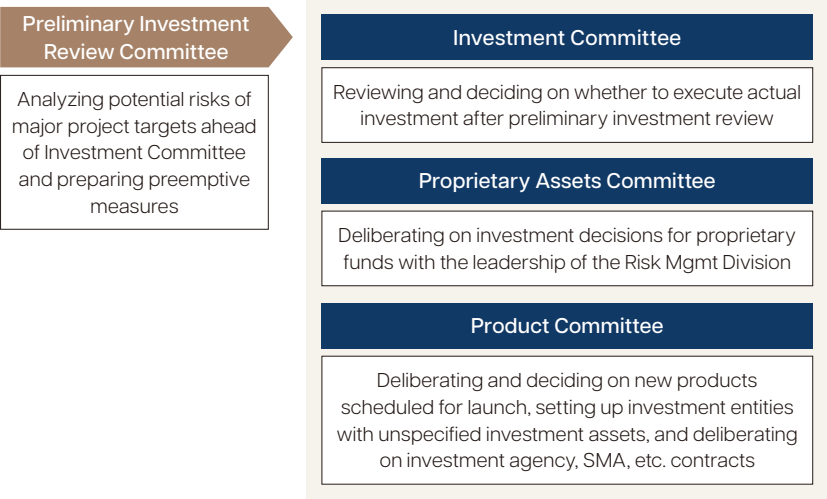 Preliminary Investment
Review Committee
Analyzing potential risks of
major project targets ahead
of Investment Committee
and preparing preemptive
measures
Investment Committee
Reviewing and deciding on whether to execute actual
investment after preliminary investment review
Proprietary Assets Committee
Deliberating on investment decisions for proprietary
funds with the leadership of the Risk Mgmt Division
Product Committee
Deliberating and deciding on new products
scheduled for launch, setting up investment entities
with unspecified investment assets, and deliberating
on investment agency, SMA, etc. contracts